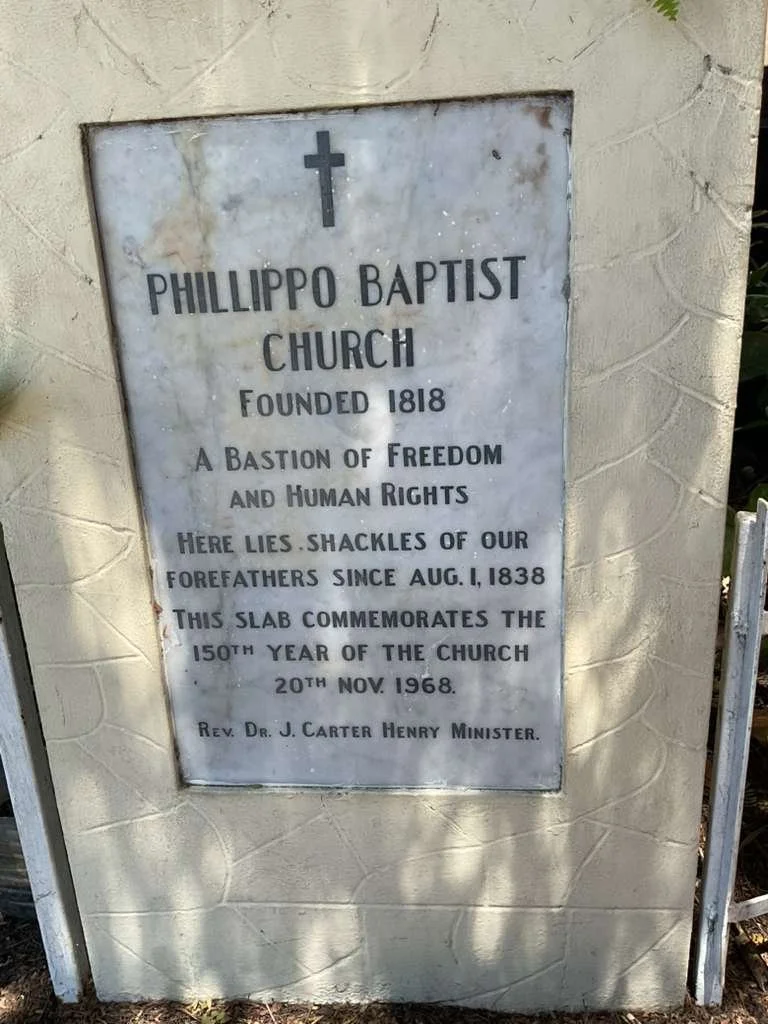 PHILLIPPO BAPTIST
CHURCH
FOUNDED 1818
A BASTION OF FREEDOM
AND HUMAN RIGHTS
HERE LIES SHACKLES OF OUR
FOREFATHERS SINCE AUG. 1, 1838
THIS SLAB COMMEMORATES THE
150TH YEAR OF THE CHURCH
20TH NOV. 1968.
REV. DR. J. CARTER HENRY MINISTER.